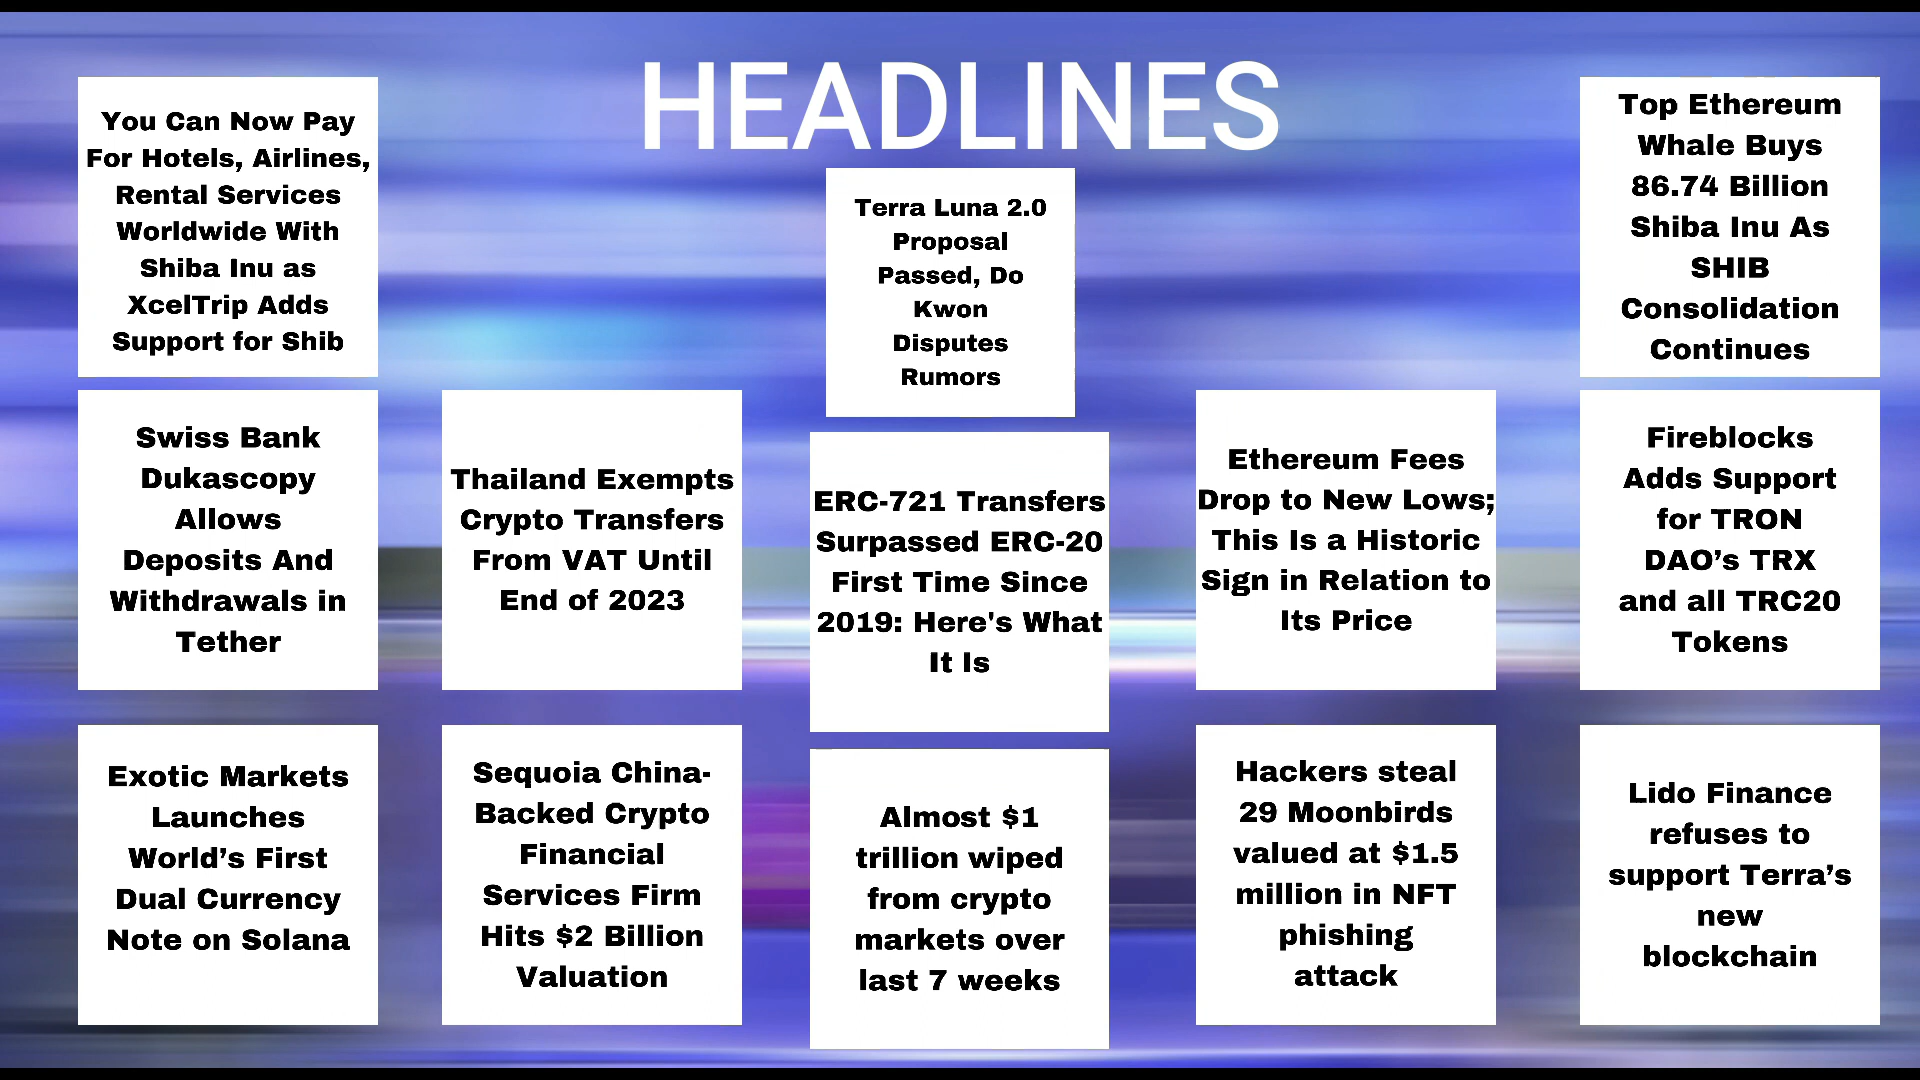 HEADLINES
You Can Now Pay
For Hotels, Airlines,
Rental Services
Worldwide With
Shiba Inu as
XcelTrip Adds
Support for Shib
Terra Luna 2.0
Proposal
Passed, Do
Kwon
Disputes
Rumors
Top Ethereum
Whale Buys
86.74 Billion
Shiba Inu As
SHIB
Consolidation
Continues
Swiss Bank
Dukascopy
Allows
Deposits And
Withdrawals in
Tether
Thailand Exempts
Crypto Transfers
From VAT Until
End of 2023
ERC-721 Transfers
Surpassed ERC-20
First Time Since
2019: Here's What
It Is
Ethereum Fees
Drop to New Lows;
This Is a Historic
Sign in Relation to
Its Price
Fireblocks
Adds Support
for TRON
DAO’s TRX
and all TRC20
Tokens
Exotic Markets
Launches
World’s First
Dual Currency
Note on Solana
Sequoia China-
Backed Crypto
Financial
Services Firm
Hits $2 Billion
Valuation
Almost $1
trillion wiped
from crypto
markets over
last 7 weeks
Hackers steal
29 Moonbirds
valued at $1.5
million in NFT
phishing
attack
Lido Finance
refuses to
support Terra’s
new
blockchain